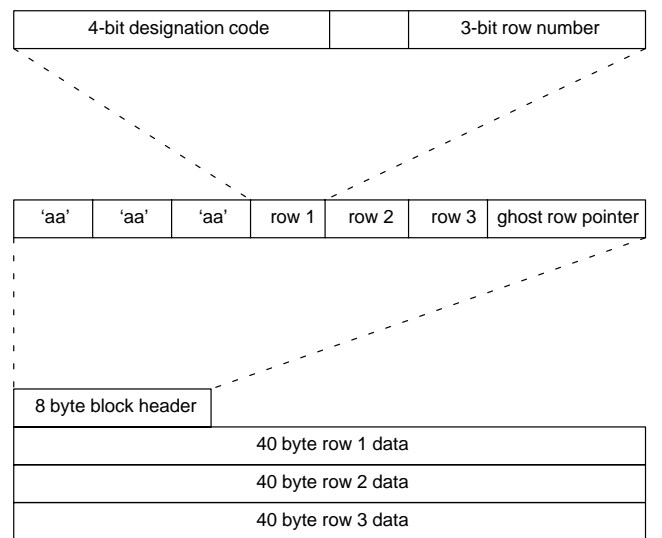 4-bit designation code 3-bit row number
‘aa’ ‘aa’ ‘aa’ row 1 row 2 row 3 ghost row pointer
8 byte block header
40 byte row 1 data
40 byte row 2 data
40 byte row 3 data